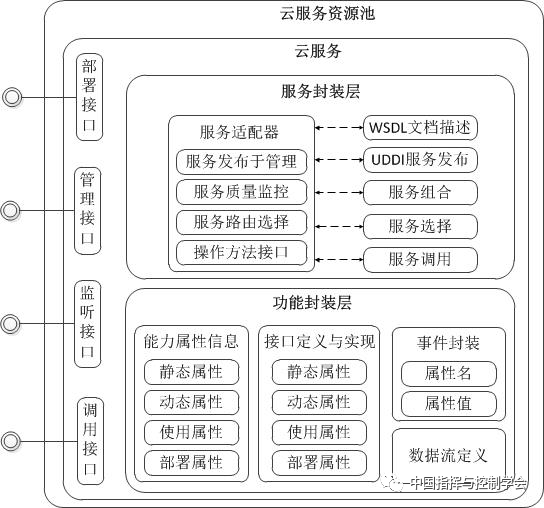 云服务资源池
云服务
部署接口
管理接口
监听接口
调用接口
服务封装层
服务适配器
服务发布于管理
服务质量监控
服务路由选择
操作方法接口
WSDL文档描述
UDDI服务发布
服务组合
服务选择
服务调用
功能封装层
能力属性信息
静态属性
动态属性
使用属性
部署属性
接口定义与实现
静态属性
动态属性
使用属性
部署属性
事件封装
属性名
属性值
数据流定义
中国指挥与控制学会